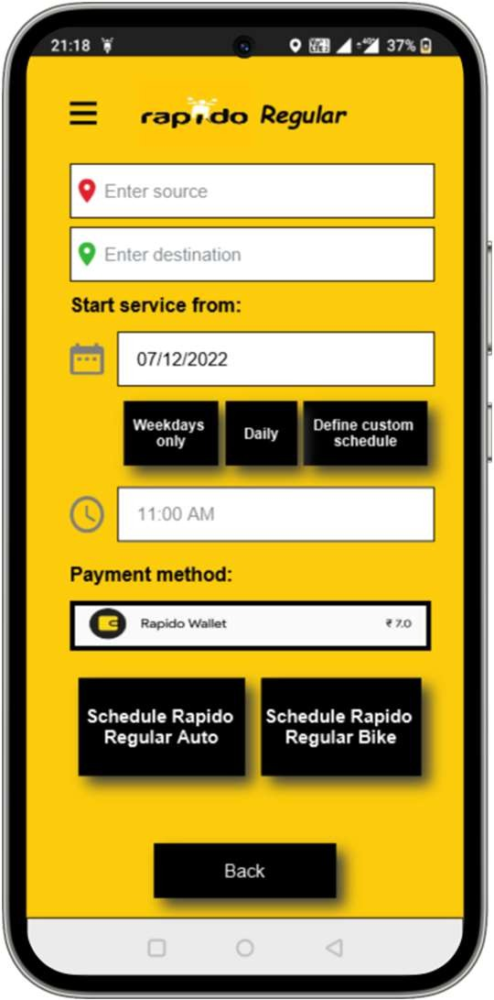 21:18 37%
rapido Regular
Enter source
Enter destination
Start service from:
07/12/2022
Weekdays only
Daily
Define custom schedule
11:00 AM
Payment method:
Rapido Wallet ₹ 7.0
Schedule Rapido Regular Auto
Schedule Rapido Regular Bike
Back